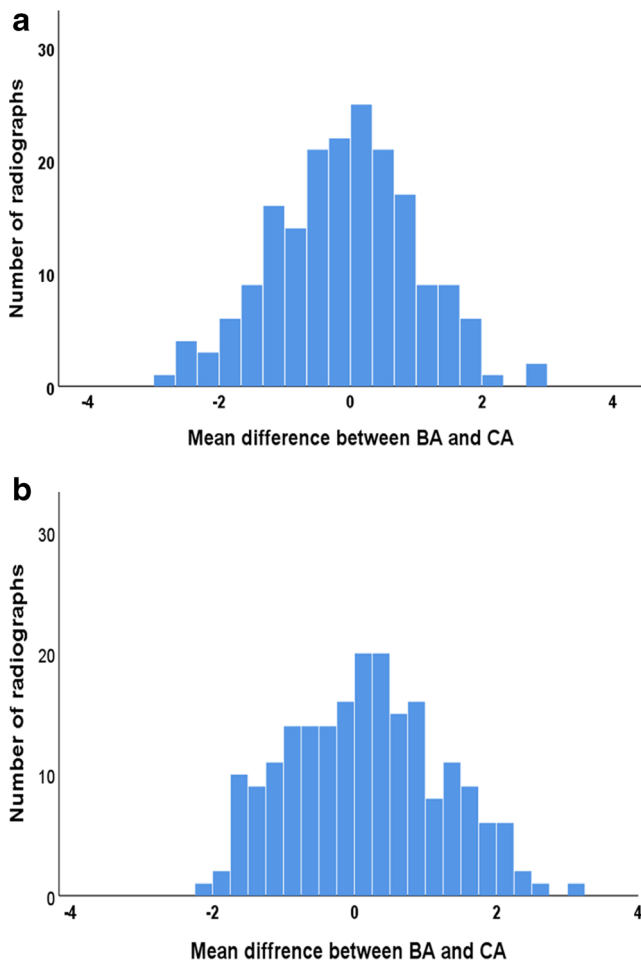 a
30
20
10
0
Number of radiographs
-4 -2 0 2 4
Mean difference between BA and CA
b
30
20
10
0
Number of radiographs
-4 -2 0 2 4
Mean diffrence between BA and CA